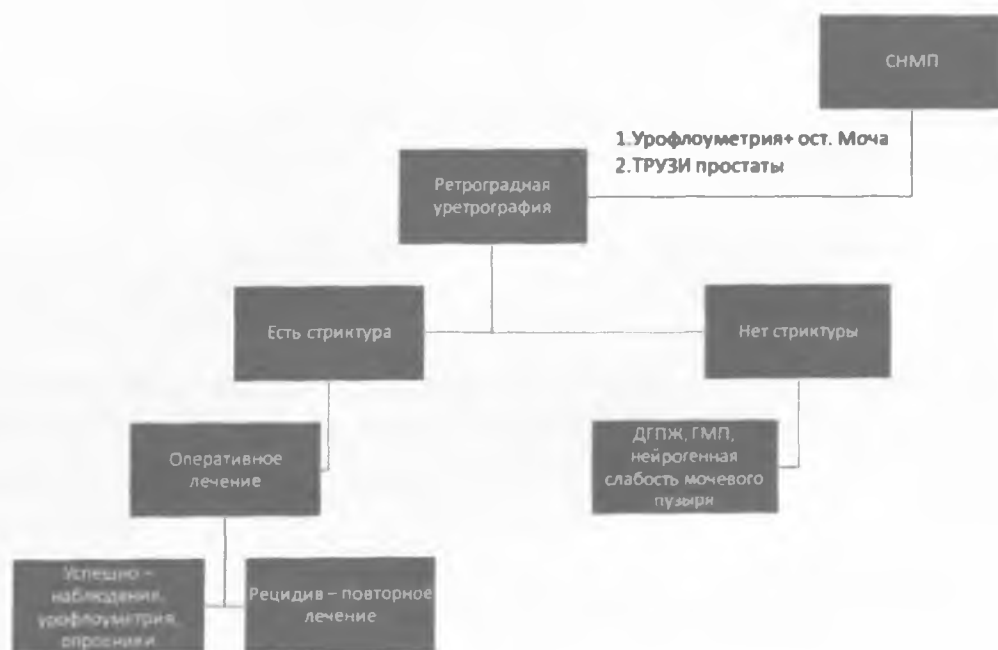 СНМП
1.Урофлоуметрия+ ост. Моча
2.ТРУЗИ простаты
Ретроградная
уретрография
Есть стриктура
Нет стриктуры
Оперативное
лечение
ДГПЖ, ГМП,
нейрогенная
слабость мочевого
пузыря
Успешно –
наблюдение,
урофлоуметрия,
опросники
Рецидив – повторное
лечение